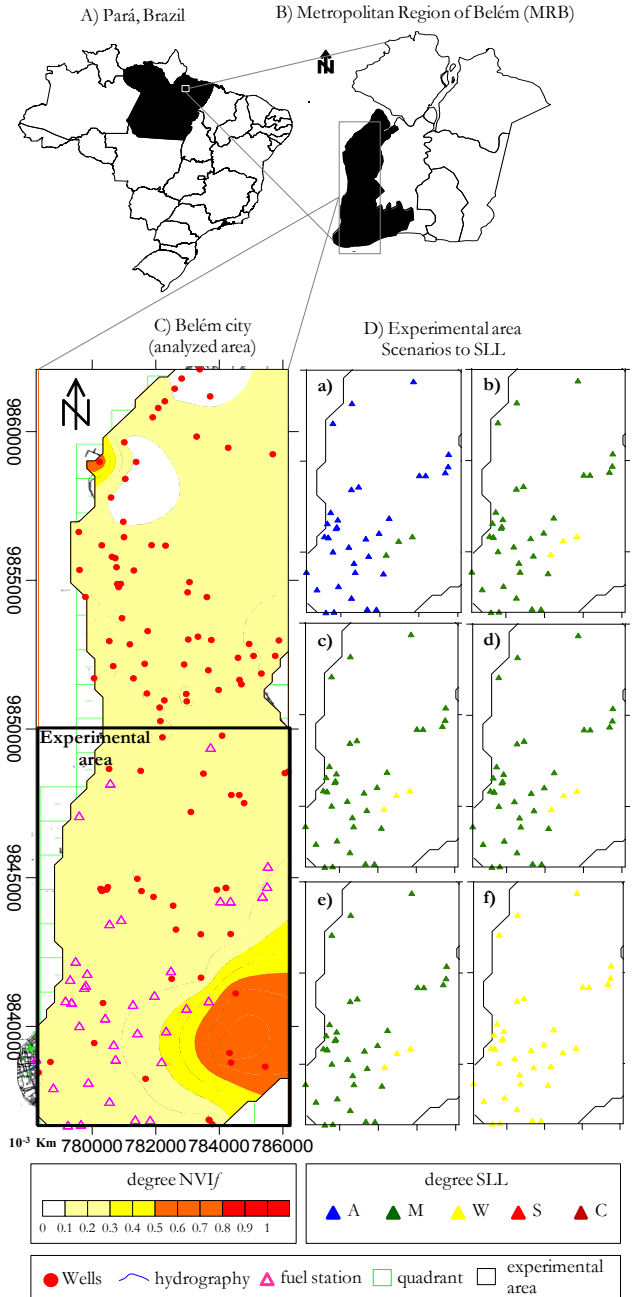 A) Pará, Brazil
B) Metropolitan Region of Belém (MRB)
N
N
C) Belém city
(analyzed area)
D) Experimental area
Scenarios to SLL
a)
b)
c)
d)
e)
f)
9860000
9855000
9850000
9845000
9640000
Experimental
area
10⁻³ Km
780000
782000
784000
786000
degree NVIf
0 0.1 0.2 0.3 0.4 0.5 0.6 0.7 0.8 0.9 1
degree SLL
A M W S C
Wells hydrography fuel station quadrant experimental
area